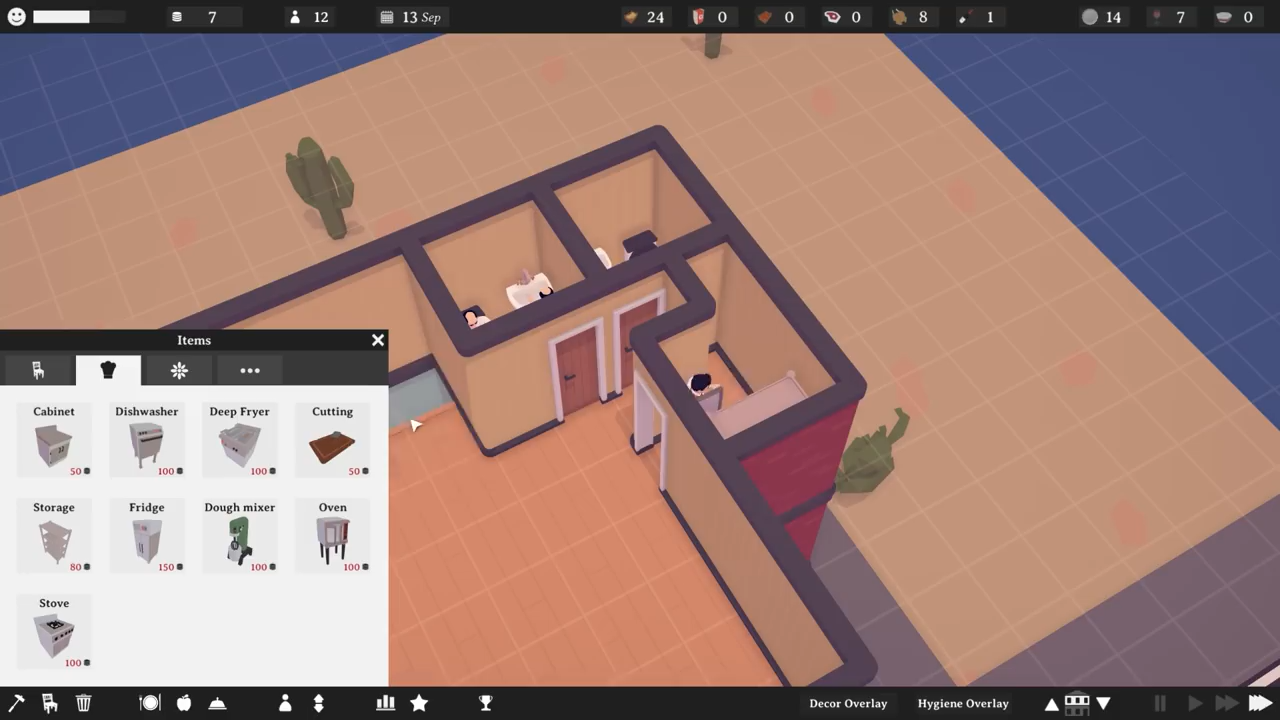 7 12 13 Sep 24 0 0 0 8 1 14 7 0
Items
Cabinet Dishwasher Deep Fryer Cutting
50 100 100 50
Storage Fridge Dough mixer Oven
80 150 100 100
Stove
100
Decor Overlay Hygiene Overlay